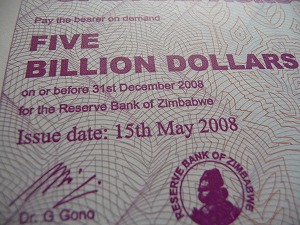 Pay the bearer on demand
FIVE
BILLION DOLLARS
on or before 31st December 2008
for the Reserve Bank of Zimbabwe
Issue date: 15th May 2008
Dr. G Gono
RESERVE BANK OF ZIMBABWE